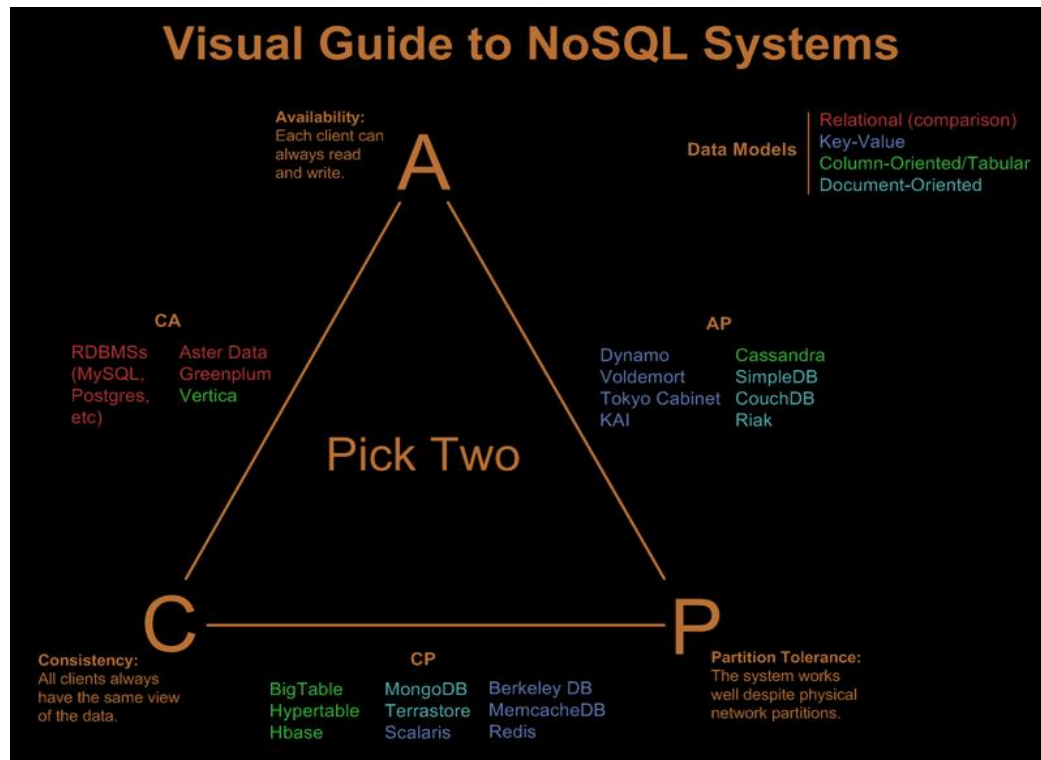 Visual Guide to NoSQL Systems
Availability:
Each client can
always read
and write.
A
Data Models
Relational (comparison)
Key-Value
Column-Oriented/Tabular
Document-Oriented
CA
RDBMSs
(MySQL,
Postgres,
etc)
Aster Data
Greenplum
Vertica
AP
Dynamo
Voldemort
Tokyo Cabinet
KAI
Cassandra
SimpleDB
CouchDB
Riak
Pick Two
C
Consistency:
All clients always
have the same view
of the data.
CP
BigTable
Hypertable
Hbase
MongoDB
Terrastore
Scalaris
Berkeley DB
MemcacheDB
Redis
P
Partition Tolerance:
The system works
well despite physical
network partitions.